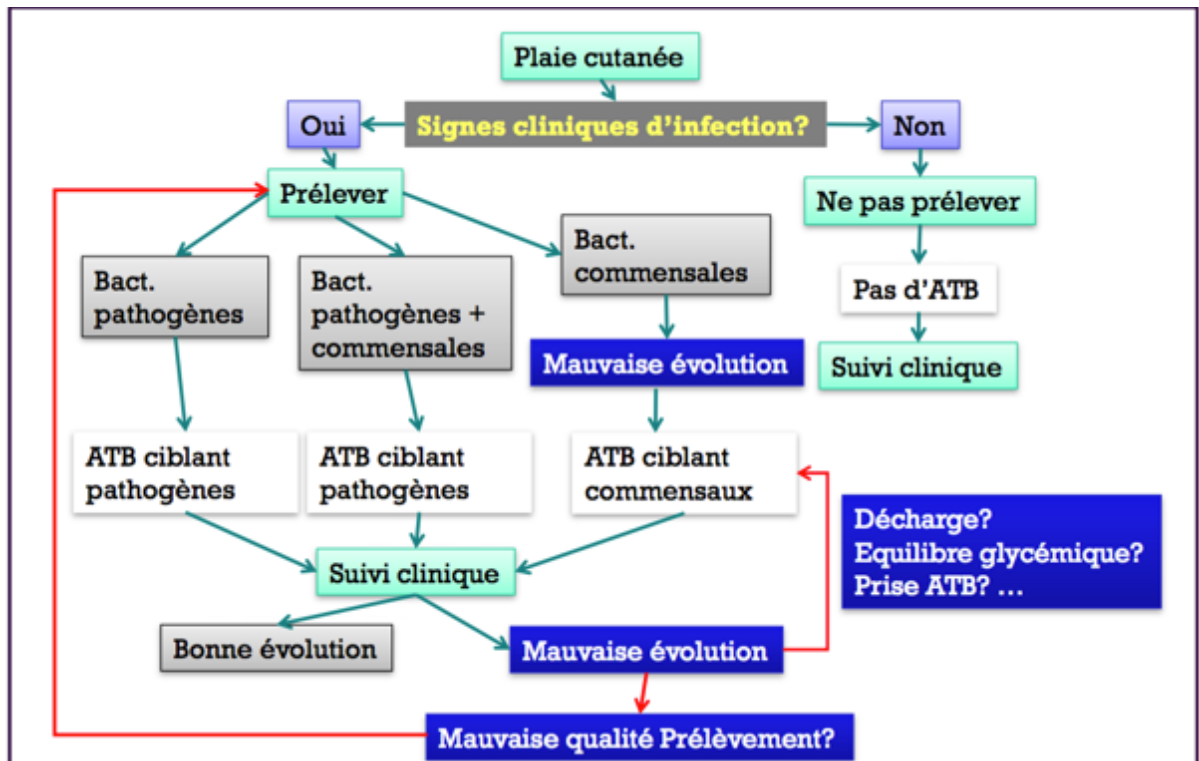 Plaie cutanée
Oui
Signes cliniques d’infection?
Non
Prélever
Ne pas prélever
Bact.
commensales
Bact.
pathogènes
Bact.
pathogènes +
commensales
Pas d’ATB
Mauvaise évolution
Suivi clinique
ATB ciblant
pathogènes
ATB ciblant
pathogènes
ATB ciblant
commensaux
Décharge?
Equilibre glycémique?
Prise ATB? ...
Suivi clinique
Bonne évolution
Mauvaise évolution
Mauvaise qualité Prélèvement?